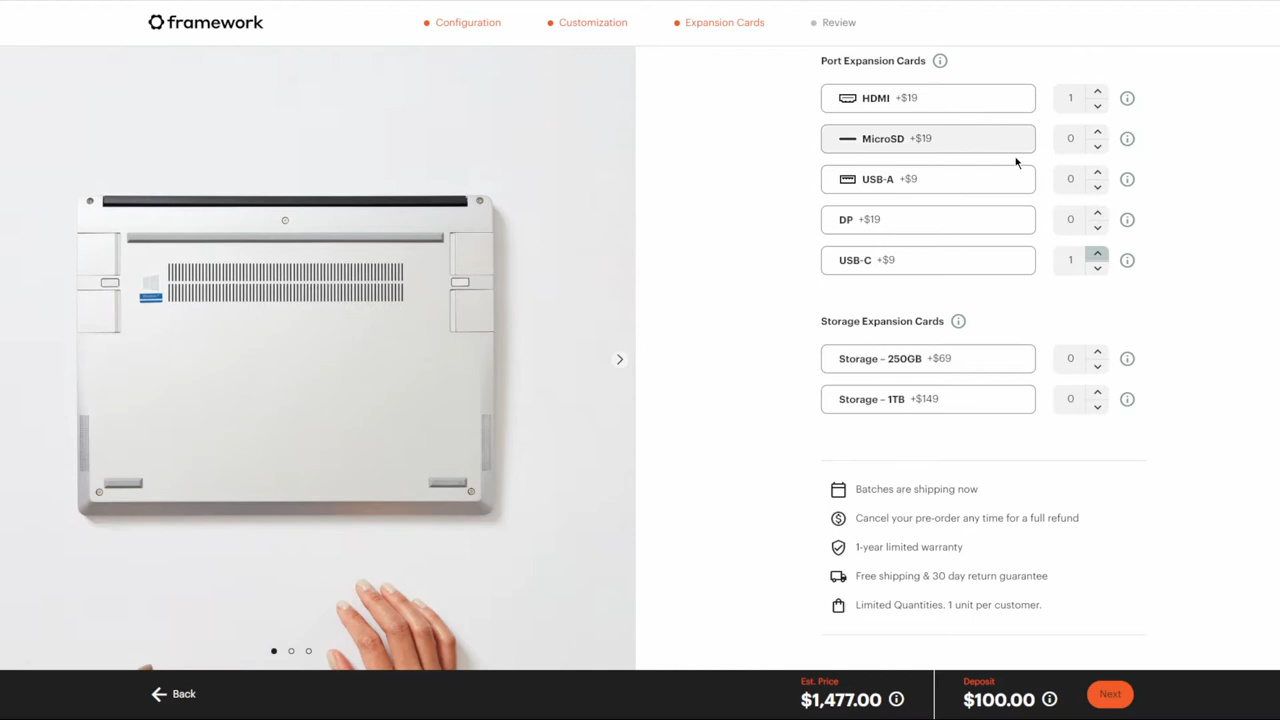 framework
Configuration
Customization
Expansion Cards
Review
Port Expansion Cards
HDMI +$19
1
MicroSD +$19
0
USB-A +$9
0
DP +$19
0
USB-C +$9
1
Storage Expansion Cards
Storage – 250GB +$69
0
Storage – 1TB +$149
0
Batches are shipping now
Cancel your pre-order any time for a full refund
1-year limited warranty
Free shipping & 30 day return guarantee
Limited Quantities. 1 unit per customer.
Back
Est. Price
$1,477.00
Deposit
$100.00
Next